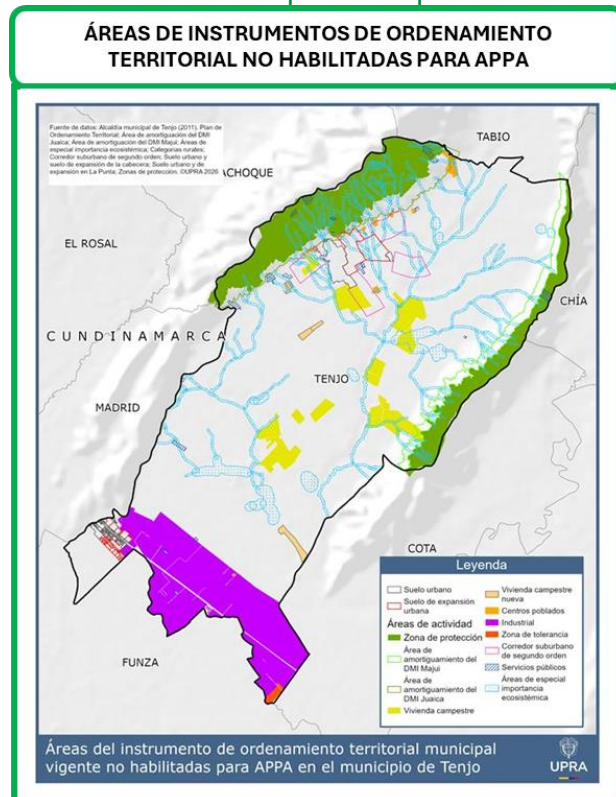 ÁREAS DE INSTRUMENTOS DE ORDENAMIENTO
TERRITORIAL NO HABILITADAS PARA APPA
Fuente de datos: Alcaldía municipal de Tenjo (2011). Plan de
Ordenamiento Territorial; Área de amortiguación del DMI
Juaica; Área de amortiguación del DMI Majui; Áreas de
especial importancia ecosistémica; Categorías rurales;
Corredor suburbano de segundo orden; Suelo urbano y
suelo de expansión de la cabecera; Suelo urbano y de
expansión en La Punta; Zonas de protección. ©UPRA 2026
TABIO
ACHOQUE
EL ROSAL
CHÍA
CUNDINAMARCA
TENJO
MADRID
COTA
FUNZA
Leyenda
Suelo urbano
Suelo de expansión
urbana
Áreas de actividad
Zona de protección
Área de
amortiguamiento del
DMI Majui
Área de
amortiguamiento del
DMI Juaica
Vivienda campestre
Vivienda campestre
nueva
Centros poblados
Industrial
Zona de tolerancia
Corredor suburbano
de segundo orden
Servicios públicos
Áreas de especial
importancia
ecosistémica
Áreas del instrumento de ordenamiento territorial municipal
vigente no habilitadas para APPA en el municipio de Tenjo
UPRA